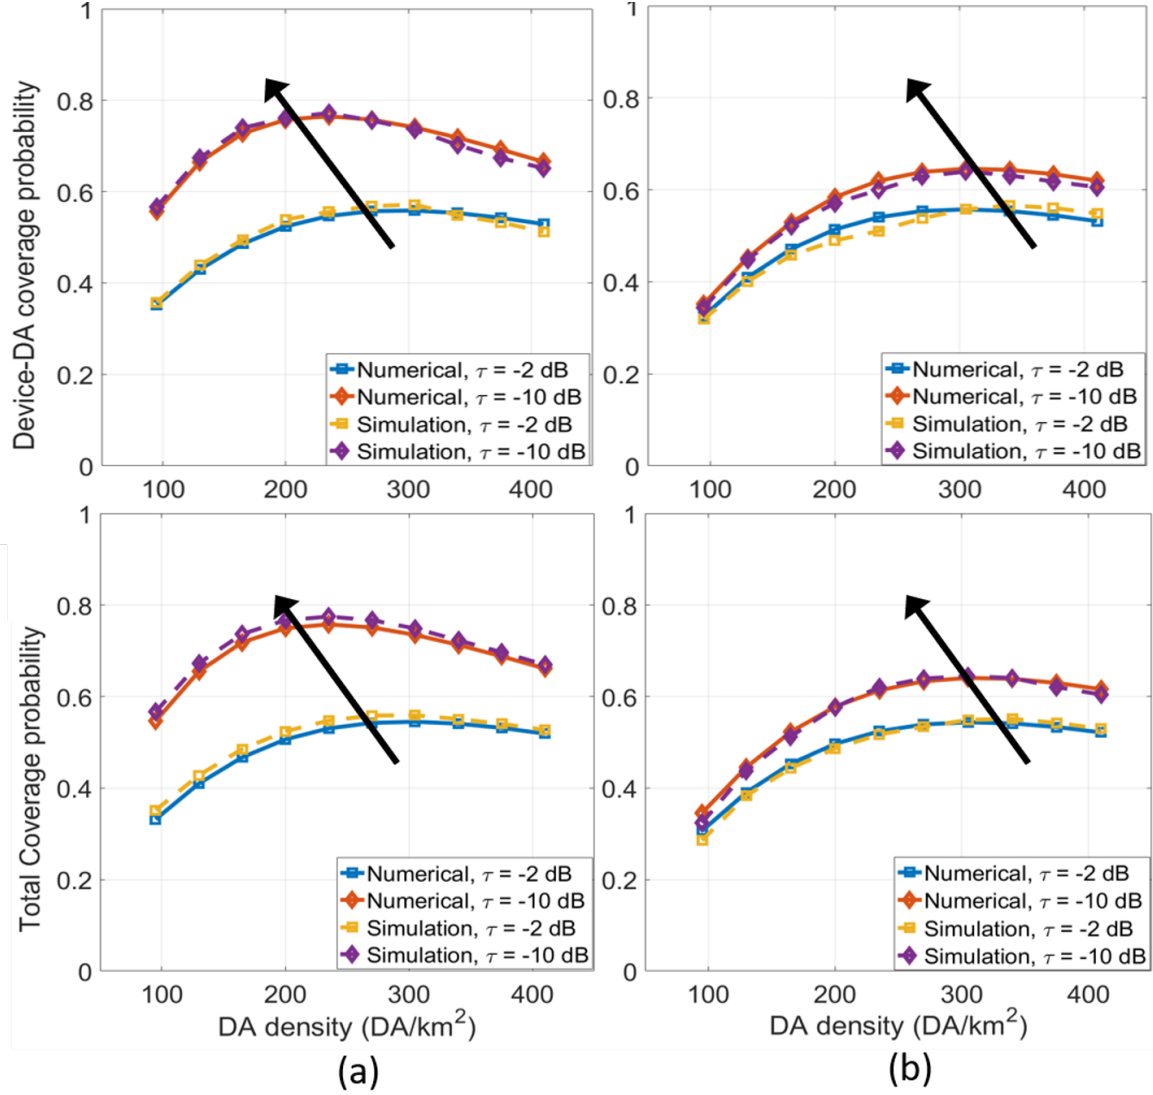 Device-DA coverage probability
1
0.8
0.6
0.4
0.2
0
100
200
300
400
Numerical, τ = -2 dB
Numerical, τ = -10 dB
Simulation, τ = -2 dB
Simulation, τ = -10 dB
1
0.8
0.6
0.4
0.2
0
100
200
300
400
Numerical, τ = -2 dB
Numerical, τ = -10 dB
Simulation, τ = -2 dB
Simulation, τ = -10 dB
Total Coverage probability
1
0.8
0.6
0.4
0.2
0
100
200
300
400
DA density (DA/km²)
Numerical, τ = -2 dB
Numerical, τ = -10 dB
Simulation, τ = -2 dB
Simulation, τ = -10 dB
(a)
1
0.8
0.6
0.4
0.2
0
100
200
300
400
DA density (DA/km²)
Numerical, τ = -2 dB
Numerical, τ = -10 dB
Simulation, τ = -2 dB
Simulation, τ = -10 dB
(b)